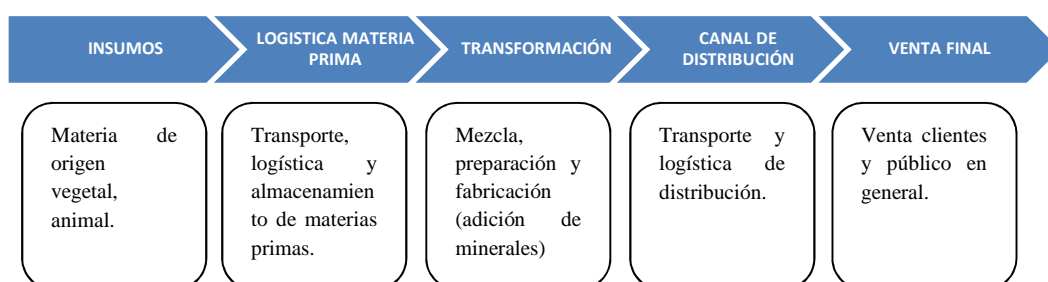 INSUMOS
LOGISTICA MATERIA
PRIMA
TRANSFORMACIÓN
CANAL DE
DISTRIBUCIÓN
VENTA FINAL
Materia de
origen
vegetal,
animal.
Transporte,
logística y
almacenamien
to de materias
primas.
Mezcla,
preparación y
fabricación
(adición de
minerales)
Transporte y
logística de
distribución.
Venta clientes
y público en
general.